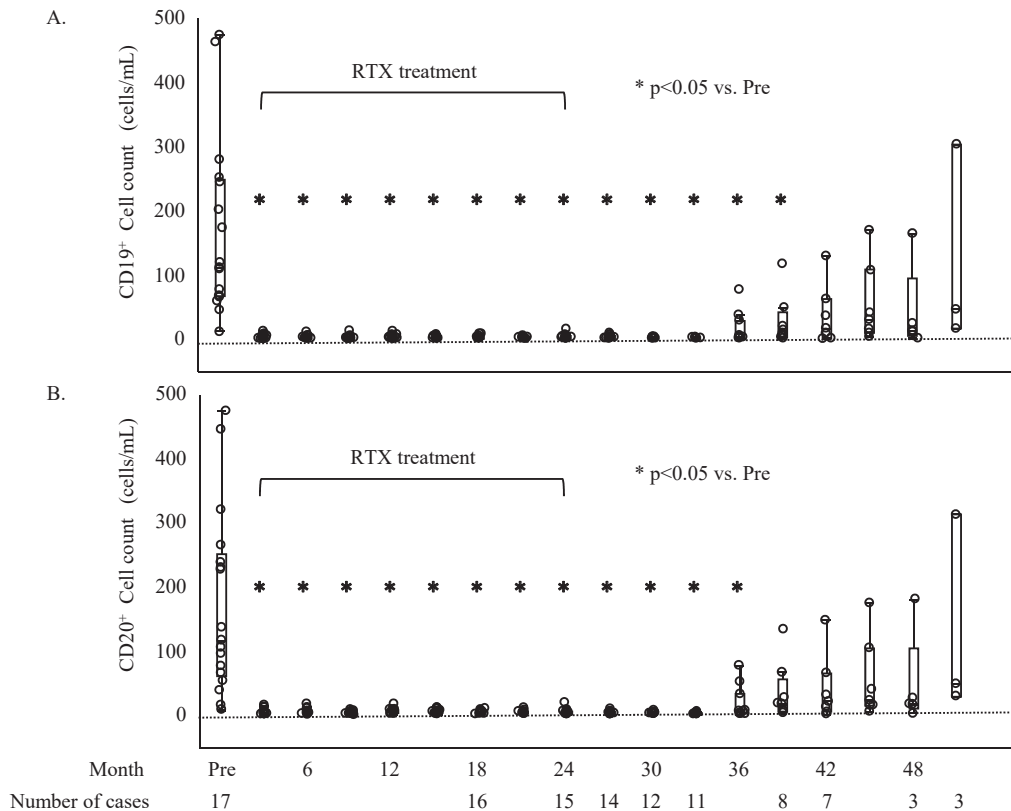 A.
500
400
300
200
100
0
CD19⁺ Cell count (cells/mL)
RTX treatment
* p<0.05 vs. Pre
* * * * * * * * * * * * *
B.
500
400
300
200
100
0
CD20⁺ Cell count (cells/mL)
RTX treatment
* p<0.05 vs. Pre
* * * * * * * * * * * *
Month Pre 6 12 18 24 30 36 42 48
Number of cases 17 16 15 14 12 11 8 7 3 3